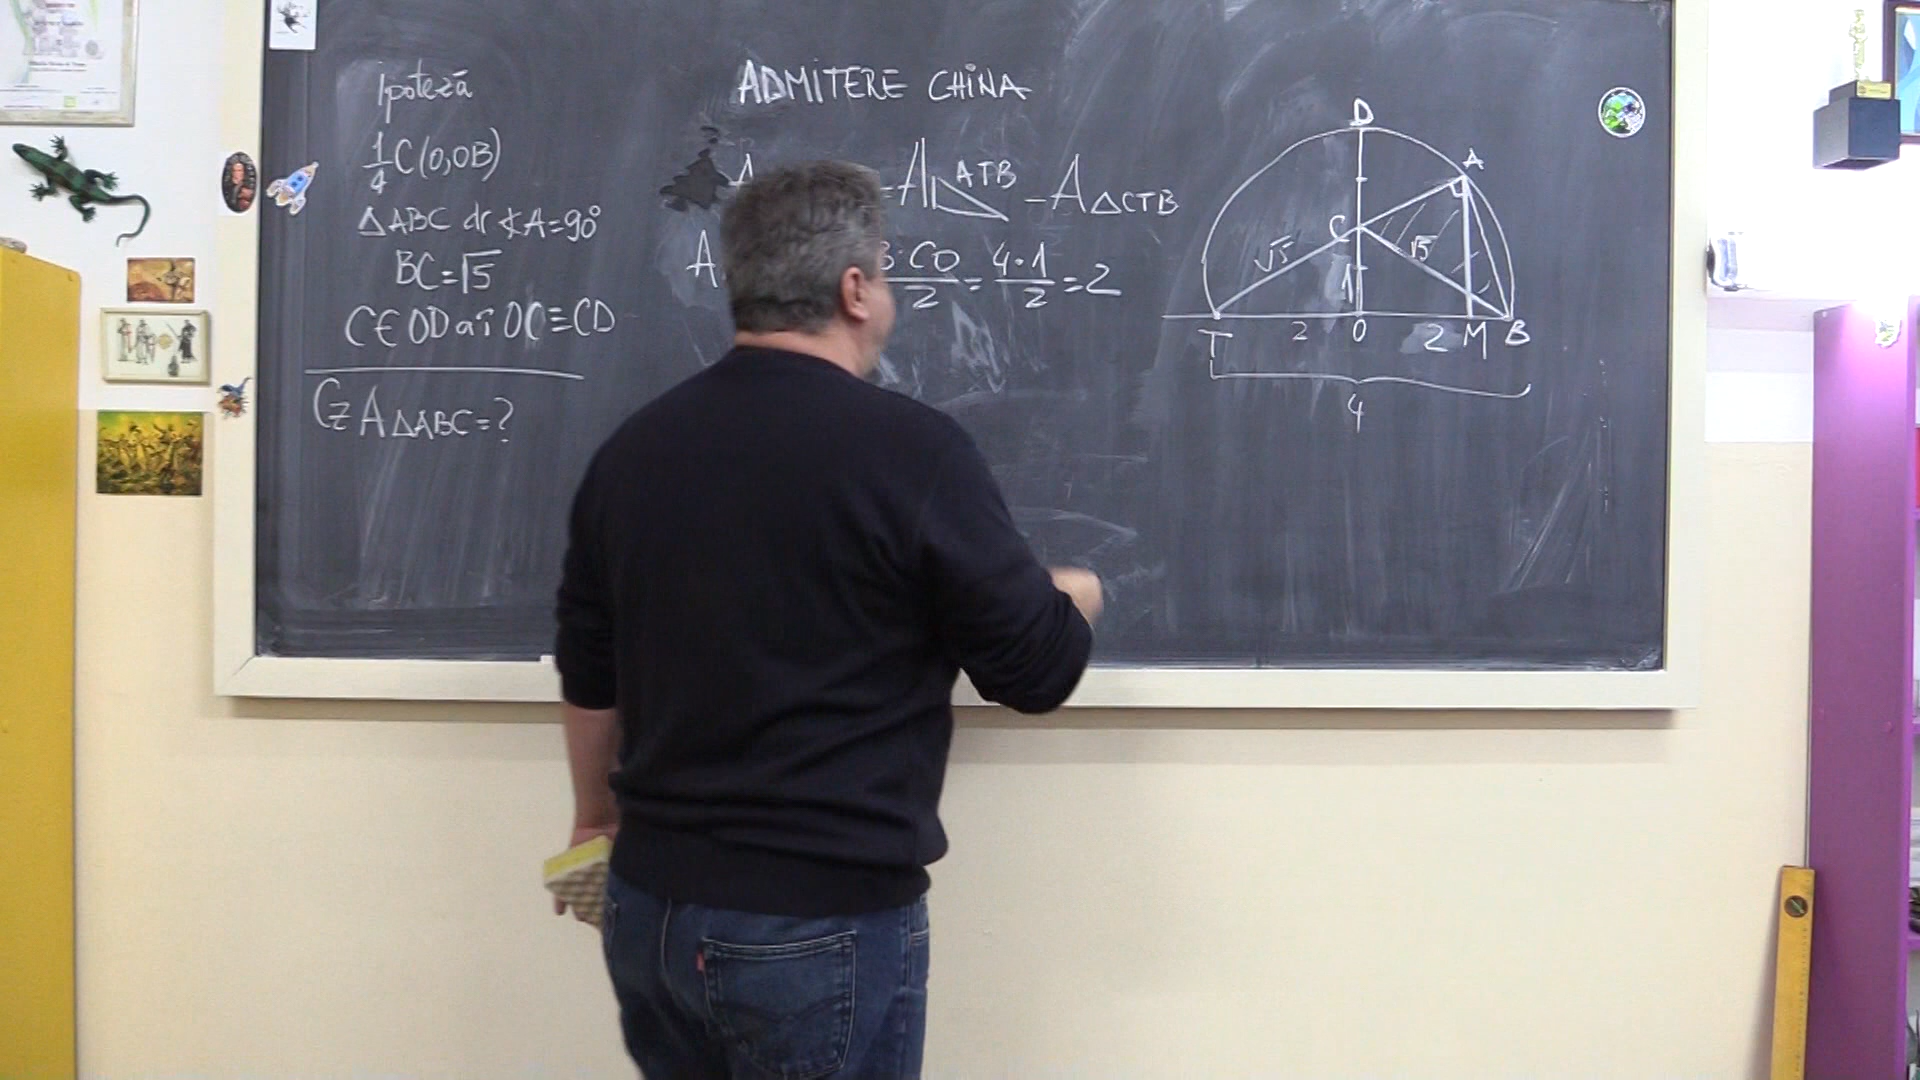 Ipoteză
1/4 C(O,OB)
△ABC dr ∢A=90°
BC=√5
C∈OD aî OC≡CD
Cz A△ABC=?
ADMITERE CHINA
A =A ATB -A△CTB
A B·CO/2 = 4·1/2 =2
D
A
C
√5
√5
1
T 2 O 2 M B
4